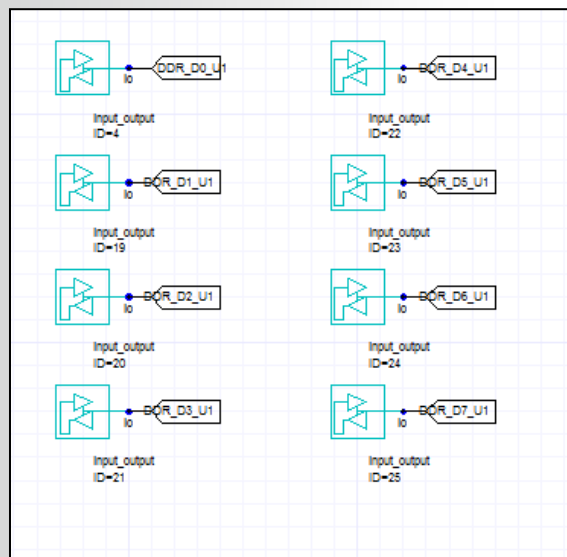 DDR_D0_U1
Io
Input_output
ID=4
DDR_D4_U1
Io
Input_output
ID=22
DDR_D1_U1
Io
Input_output
ID=19
DDR_D5_U1
Io
Input_output
ID=23
DDR_D2_U1
Io
Input_output
ID=20
DDR_D6_U1
Io
Input_output
ID=24
DDR_D3_U1
Io
Input_output
ID=21
DDR_D7_U1
Io
Input_output
ID=25